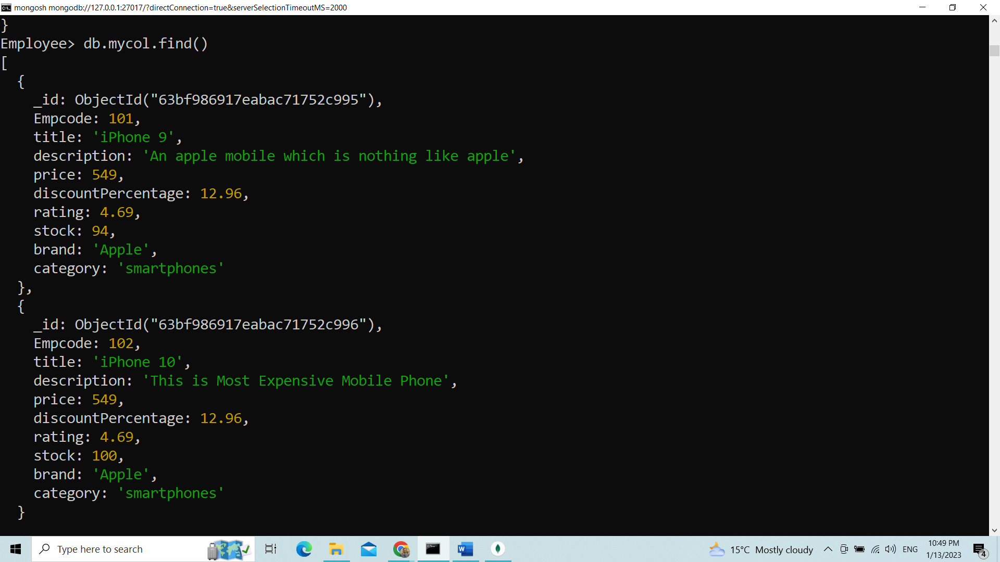 mongosh mongodb://127.0.0.1:27017/?directConnection=true&serverSelectionTimeoutMS=2000
}
Employee> db.mycol.find()
[
  {
    _id: ObjectId("63bf986917eabac71752c995"),
    Empcode: 101,
    title: 'iPhone 9',
    description: 'An apple mobile which is nothing like apple',
    price: 549,
    discountPercentage: 12.96,
    rating: 4.69,
    stock: 94,
    brand: 'Apple',
    category: 'smartphones'
  },
  {
    _id: ObjectId("63bf986917eabac71752c996"),
    Empcode: 102,
    title: 'iPhone 10',
    description: 'This is Most Expensive Mobile Phone',
    price: 549,
    discountPercentage: 12.96,
    rating: 4.69,
    stock: 100,
    brand: 'Apple',
    category: 'smartphones'
  }
Type here to search
15°C Mostly cloudy
ENG
10:49 PM
1/13/2023
4